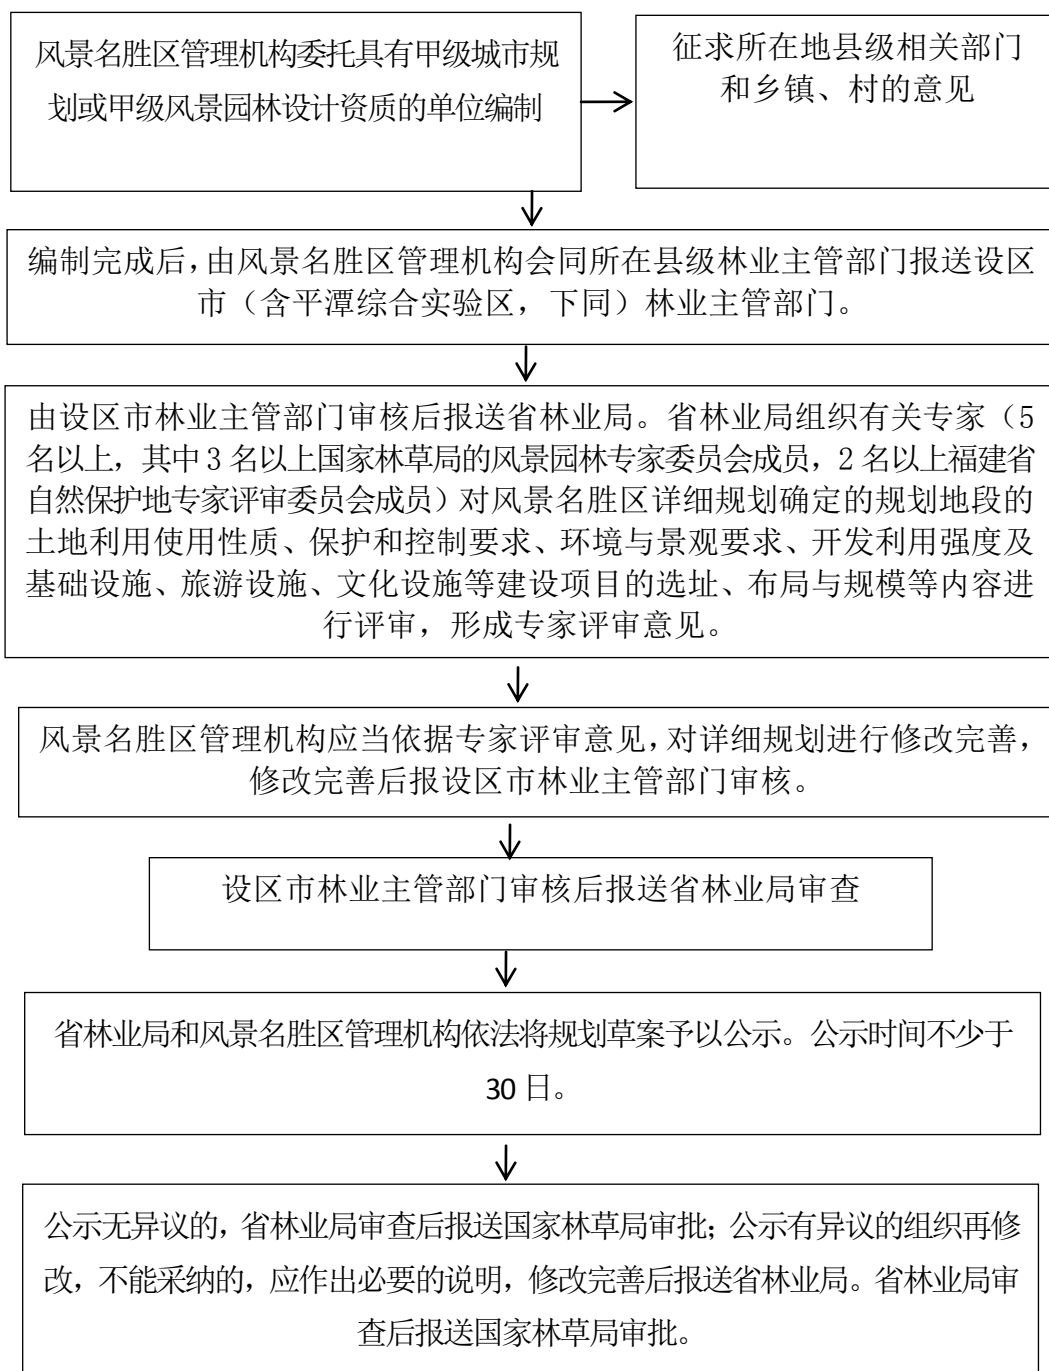 风景名胜区管理机构委托具有甲级城市规
划或甲级风景园林设计资质的单位编制
征求所在地县级相关部门
和乡镇、村的意见
编制完成后,由风景名胜区管理机构会同所在县级林业主管部门报送设区
市（含平潭综合实验区，下同）林业主管部门。
由设区市林业主管部门审核后报送省林业局。省林业局组织有关专家（5
名以上，其中 3 名以上国家林草局的风景园林专家委员会成员，2 名以上福建省
自然保护地专家评审委员会成员）对风景名胜区详细规划确定的规划地段的
土地利用使用性质、保护和控制要求、环境与景观要求、开发利用强度及
基础设施、旅游设施、文化设施等建设项目的选址、布局与规模等内容进
行评审，形成专家评审意见。
风景名胜区管理机构应当依据专家评审意见,对详细规划进行修改完善,
修改完善后报设区市林业主管部门审核。
设区市林业主管部门审核后报送省林业局审查
省林业局和风景名胜区管理机构依法将规划草案予以公示。公示时间不少于
30 日。
公示无异议的，省林业局审查后报送国家林草局审批；公示有异议的组织再修
改，不能采纳的，应作出必要的说明，修改完善后报送省林业局。省林业局审
查后报送国家林草局审批。